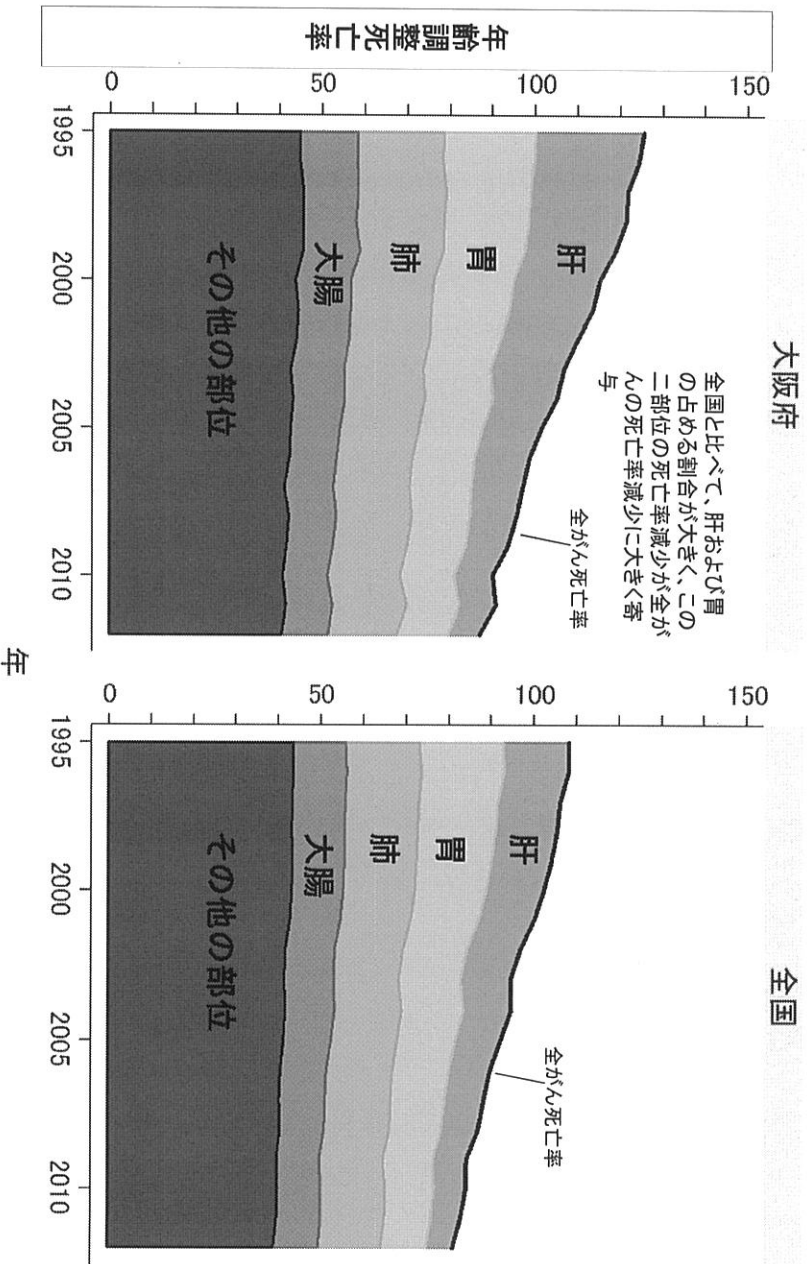 大阪府
全国
年齢調整死亡率
150
100
50
0
全国と比べて、肝および胃
の占める割合が大きく、この
二部位の死亡率減少が全が
んの死亡率減少に大きく寄
与
全がん死亡率
肝
胃
肺
大腸
その他の部位
1995
2000
2005
2010
150
100
50
0
全がん死亡率
肝
胃
肺
大腸
その他の部位
1995
2000
2005
2010
年